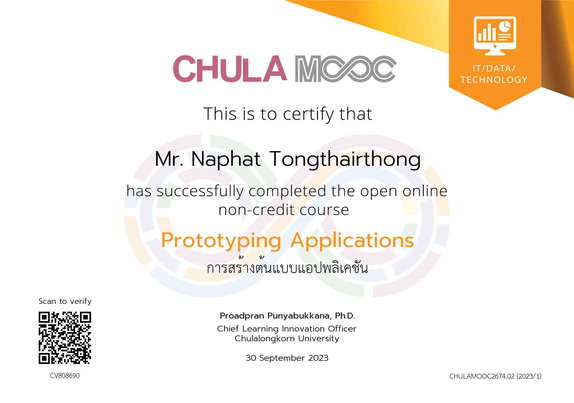 CHULA MOOC
IT/DATA/
TECHNOLOGY
This is to certify that
Mr. Naphat Tongthairthong
has successfully completed the open online
non-credit course
Prototyping Applications
การสร้างต้นแบบแอปพลิเคชัน
Scan to verify
CV808690
Proadpran Punyabukkana, Ph.D.
Chief Learning Innovation Officer
Chulalongkorn University
30 September 2023
CHULAMOOC2674.02 (2023/1)